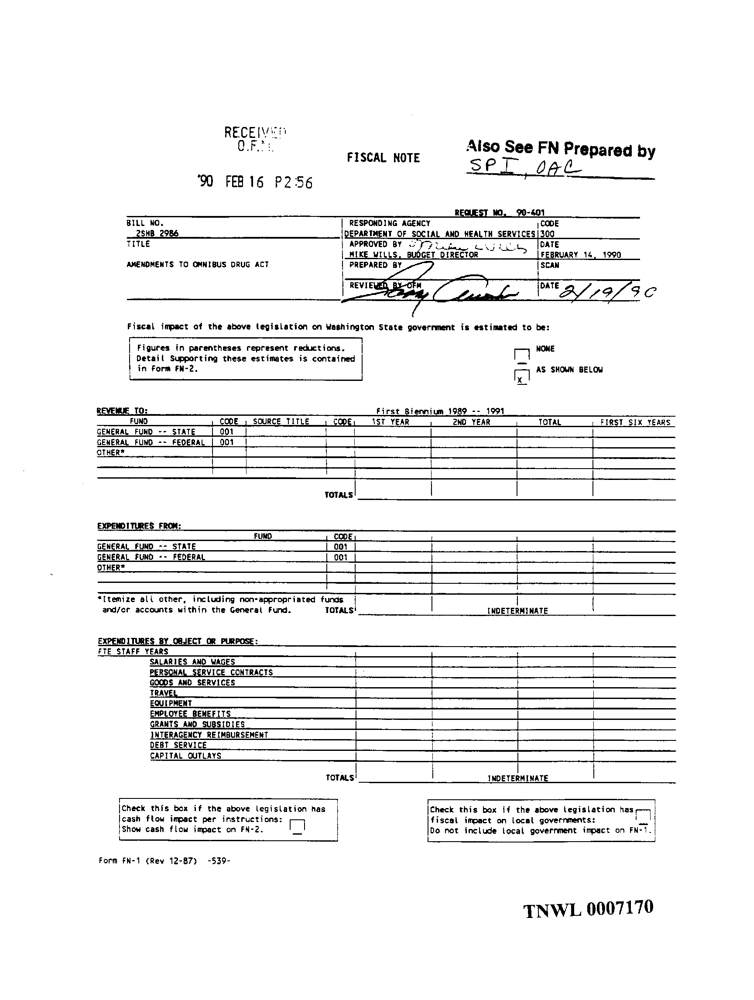 RECEIVED
O.F.M.
'90 FEB 16 P2:56
FISCAL NOTE
Also See FN Prepared by
SPI, OAC
REQUEST NO. 90-401
BILL NO.
2SHB 2986
RESPONDING AGENCY
DEPARTMENT OF SOCIAL AND HEALTH SERVICES
CODE
300
TITLE
AMENDMENTS TO OMNIBUS DRUG ACT
APPROVED BY Mike Wills
MIKE WILLS, BUDGET DIRECTOR
DATE
FEBRUARY 14, 1990
PREPARED BY
SCAN
REVIEWED BY OFM
DATE 2/19/90
Fiscal impact of the above legislation on Washington State government is estimated to be:
Figures in parentheses represent reductions.
Detail Supporting these estimates is contained
in Form FN-2.
NONE
X AS SHOWN BELOW
REVENUE TO: First Biennium 1989 -- 1991
FUND CODE SOURCE TITLE CODE 1ST YEAR 2ND YEAR TOTAL FIRST SIX YEARS
GENERAL FUND -- STATE 001
GENERAL FUND -- FEDERAL 001
OTHER*
TOTALS
EXPENDITURES FROM:
FUND CODE
GENERAL FUND -- STATE 001
GENERAL FUND -- FEDERAL 001
OTHER*
*Itemize all other, including non-appropriated funds
and/or accounts within the General Fund. TOTALS INDETERMINATE
EXPENDITURES BY OBJECT OR PURPOSE:
FTE STAFF YEARS
SALARIES AND WAGES
PERSONAL SERVICE CONTRACTS
GOODS AND SERVICES
TRAVEL
EQUIPMENT
EMPLOYEE BENEFITS
GRANTS AND SUBSIDIES
INTERAGENCY REIMBURSEMENT
DEBT SERVICE
CAPITAL OUTLAYS
TOTALS INDETERMINATE
Check this box if the above legislation has
cash flow impact per instructions:
Show cash flow impact on FN-2.
Check this box if the above legislation has
fiscal impact on local governments:
Do not include local government impact on FN-1.
Form FN-1 (Rev 12-87) -539-
TNWL 0007170